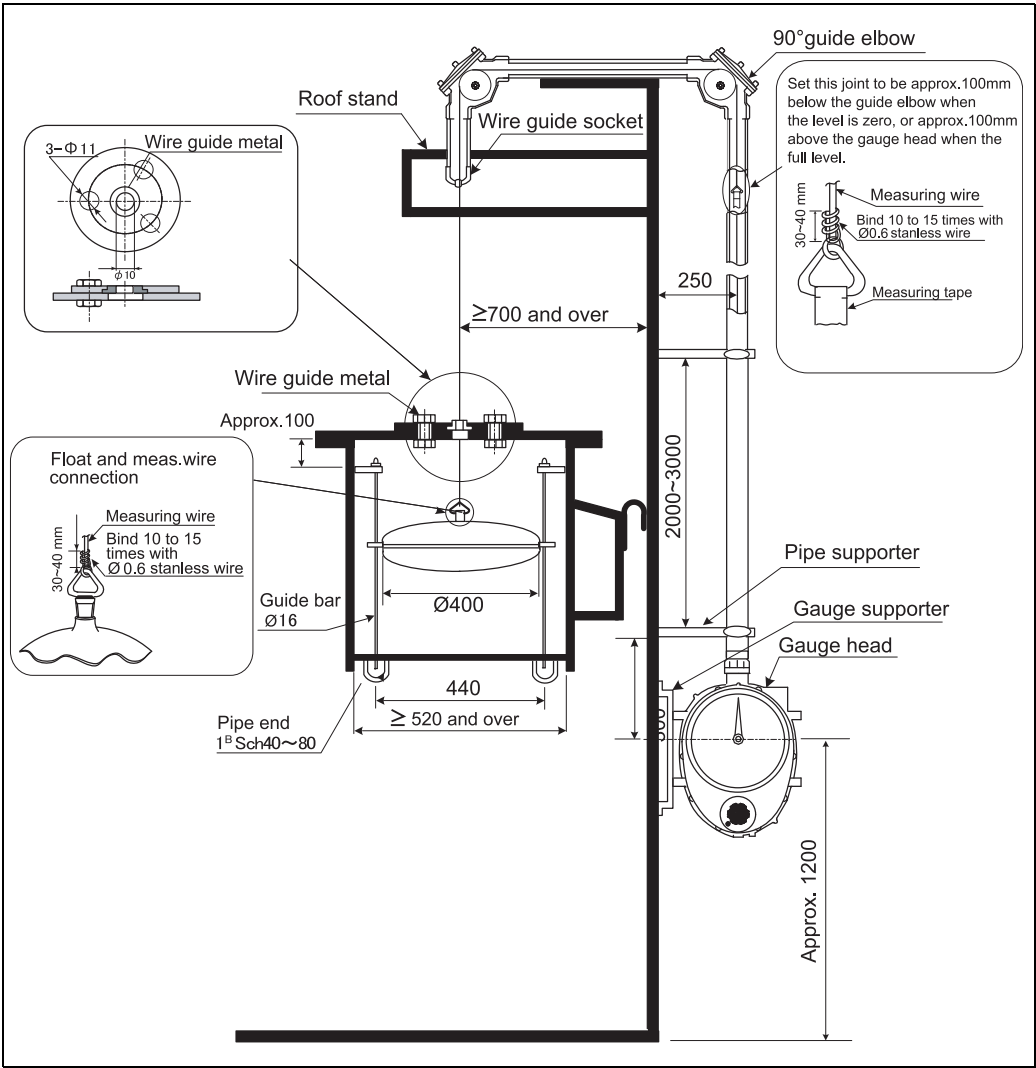 90°guide elbow
Set this joint to be approx.100mm
below the guide elbow when
the level is zero, or approx.100mm
above the gauge head when the
full level.
30~40 mm
Measuring wire
Bind 10 to 15 times with
Ø0.6 stanless wire
Measuring tape
Roof stand
Wire guide socket
3-Φ11
Wire guide metal
ϕ10
250
≥700 and over
Wire guide metal
Approx.100
Float and meas.wire
connection
Measuring wire
Bind 10 to 15
times with
Ø 0.6 stanless wire
30~40 mm
2000~3000
Guide bar
Ø16
Ø400
Pipe supporter
Gauge supporter
Gauge head
440
≥ 520 and over
Pipe end
1ᴮ Sch40～80
Approx. 1200